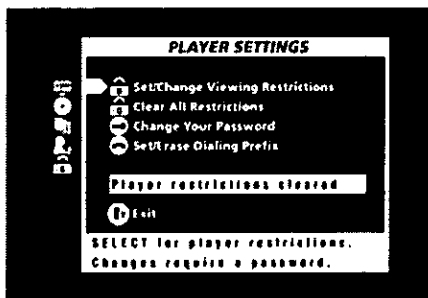 PLAYER SETTINGS
Set/Change Viewing Restrictions
Clear All Restrictions
Change Your Password
Set/Erase Dialing Prefix
Player restrictions cleared
Exit
SELECT for player restrictions.
Changes require a password.